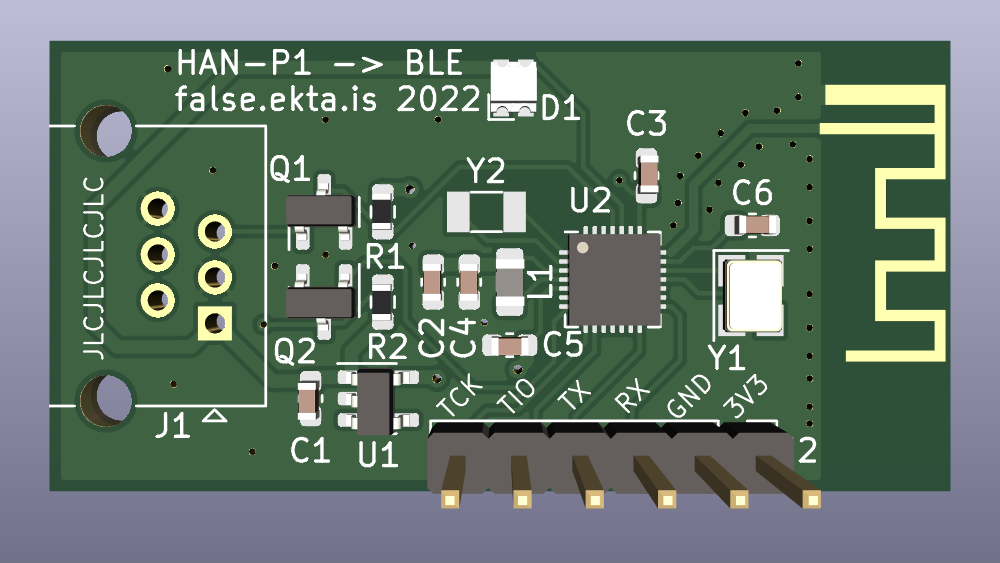 HAN-P1 -> BLE
false.ekta.is 2022
D1
C3
Q1
Y2
U2
C6
JLCJLCJLCJLC
R1
L1
C2
C4
C5
Q2
R2
Y1
TCK
TIO
TX
RX
GND
3V3
J1
C1
U1
2